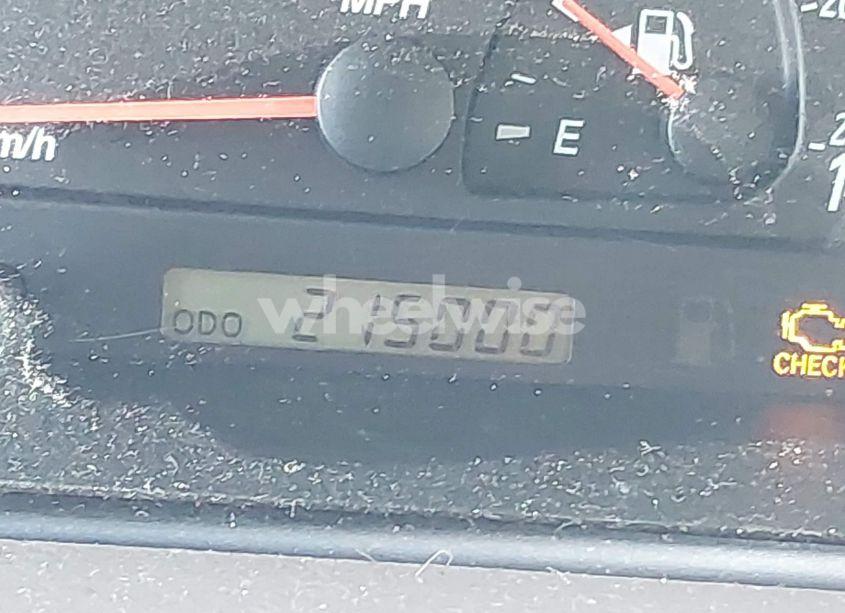 MPH
m/h
E
ODO 215000
wheelwise
CHECK